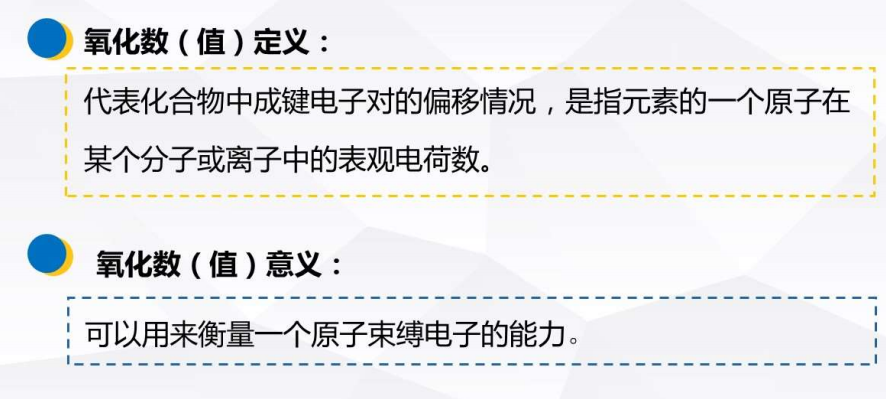 氧化数（值）定义：
代表化合物中成键电子对的偏移情况，是指元素的一个原子在
某个分子或离子中的表观电荷数。
氧化数（值）意义：
可以用来衡量一个原子束缚电子的能力。